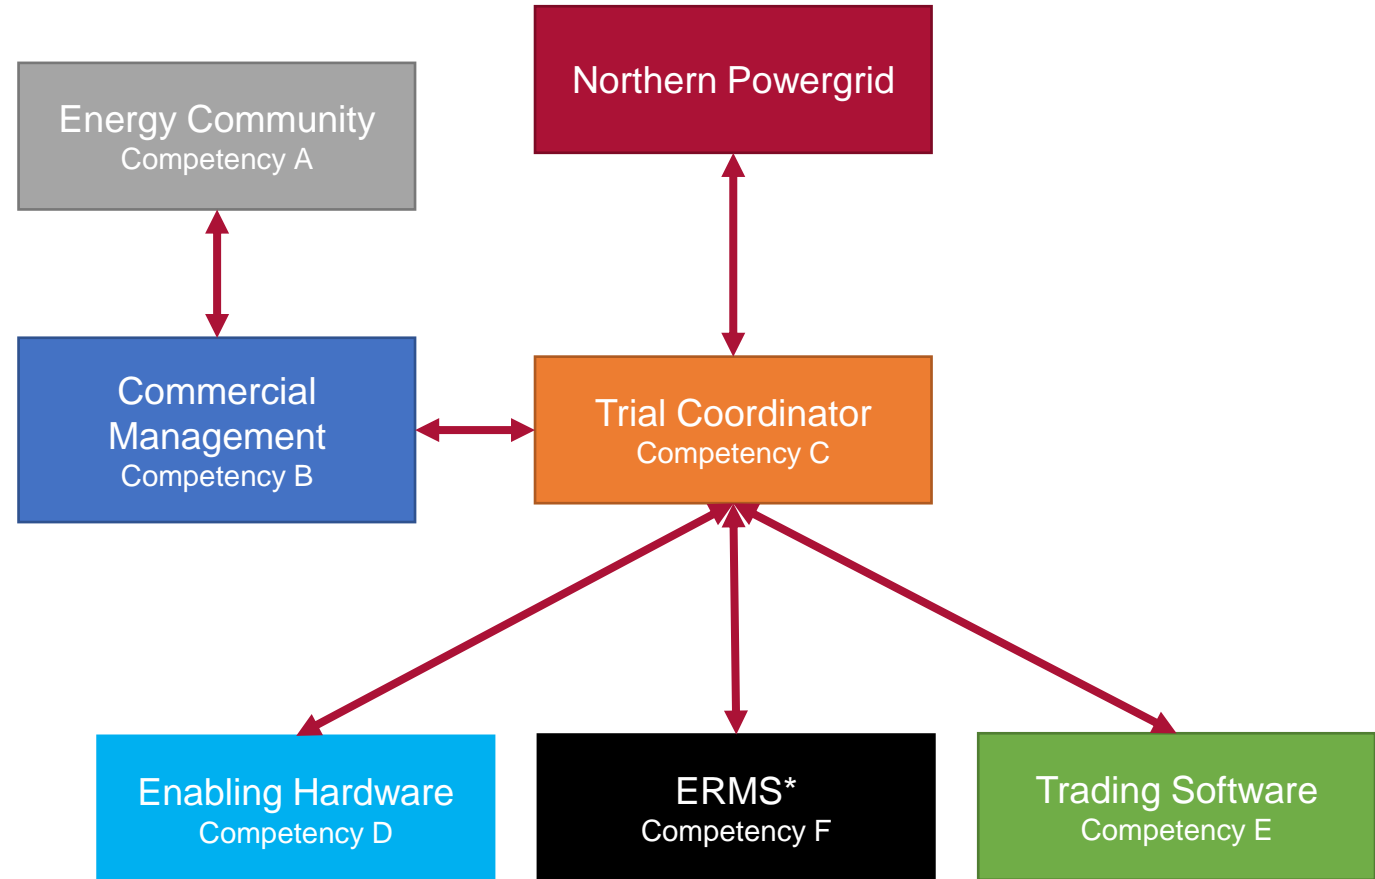 Northern Powergrid
Energy Community
Competency A
Commercial
Management
Competency B
Trial Coordinator
Competency C
Enabling Hardware
Competency D
ERMS*
Competency F
Trading Software
Competency E